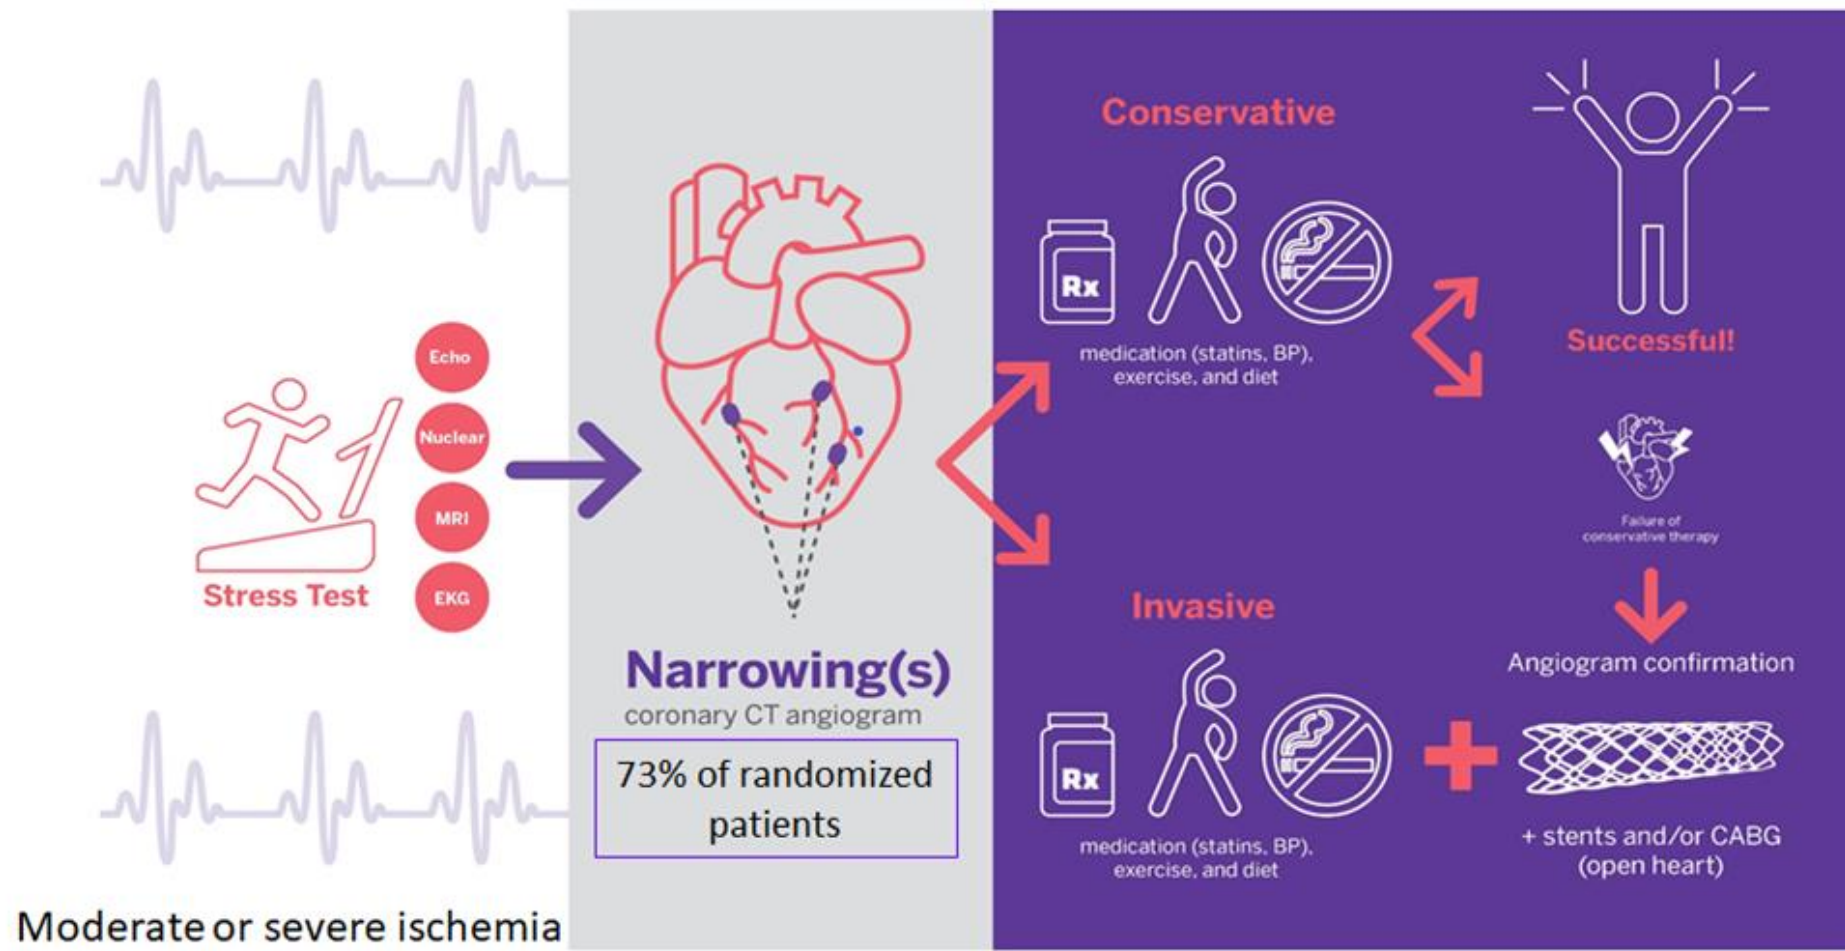 Echo
Nuclear
MRI
EKG
Stress Test
Moderate or severe ischemia
Narrowing(s)
coronary CT angiogram
73% of randomized
patients
Conservative
Rx
medication (statins, BP),
exercise, and diet
Invasive
Rx
medication (statins, BP),
exercise, and diet
Successful!
Failure of
conservative therapy
Angiogram confirmation
+ stents and/or CABG
(open heart)